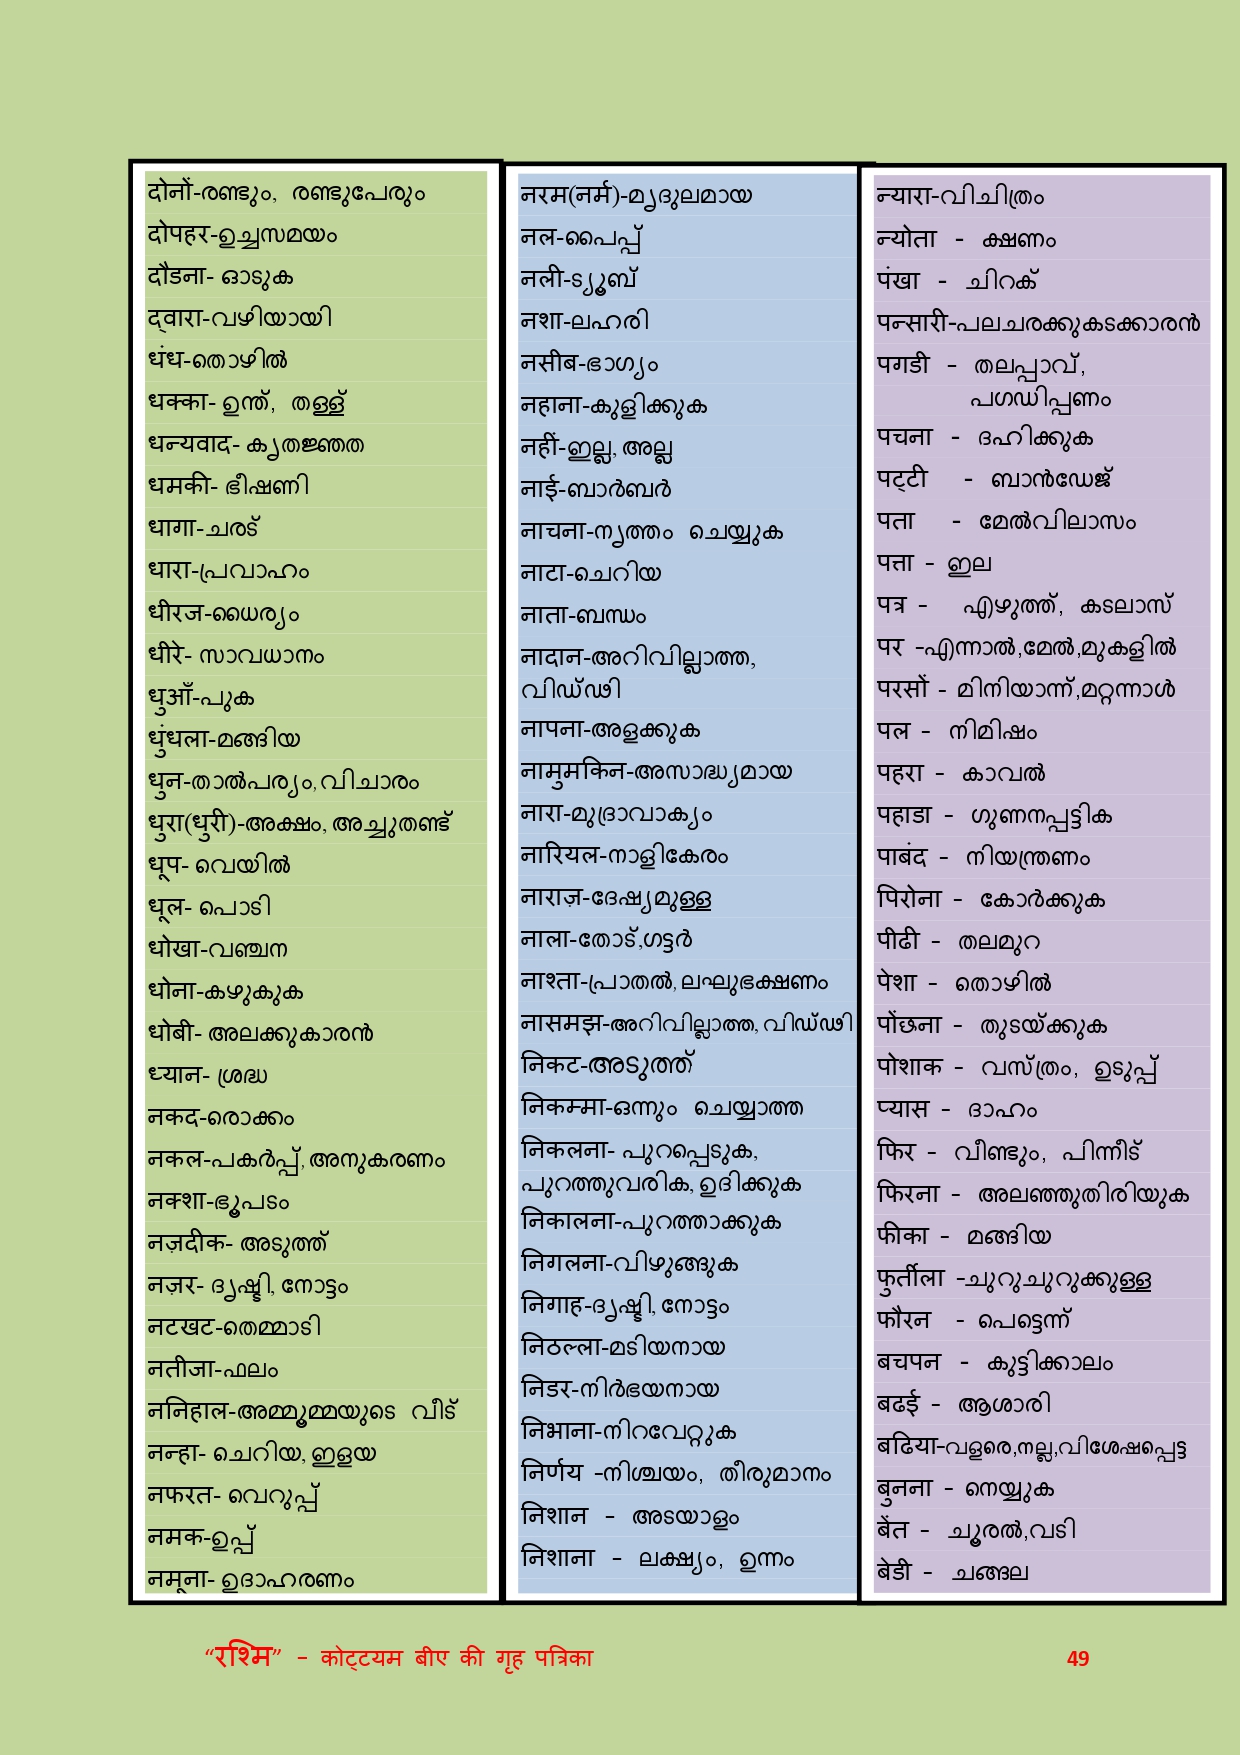 दोनों-രണ്ടും, രണ്ടുപേരും
दोपहर-ഉച്ചസമയം
दौडना- ഓടുക
द्वारा-വഴിയായി
धंध-തൊഴിൽ
धक्का- ഉന്ത്, തള്ള്
धन्यवाद- കൃതജ്ഞത
धमकी- ഭീഷണി
धागा-ചരട്
धारा-പ്രവാഹം
धीरज-ധൈര്യം
धीरे- സാവധാനം
धुआँ-പുക
धुंधला-മങ്ങിയ
धुन-താൽപര്യം,വിചാരം
धुरा(धुरी)-അക്ഷം, അച്ചുതണ്ട്
धूप- വെയിൽ
धूल- പൊടി
धोखा-വഞ്ചന
धोना-കഴുകുക
धोबी- അലക്കുകാരൻ
ध्यान- ശ്രദ്ധ
नकद-രൊക്കം
नकल-പകർപ്പ്, അനുകരണം
नक्शा-ഭൂപടം
नज़दीक- അടുത്ത്
नज़र- ദൃഷ്ടി, നോട്ടം
नटखट-തെമ്മാടി
नतीजा-ഫലം
ननिहाल-അമ്മൂമ്മയുടെ വീട്
नन्हा- ചെറിയ, ഇളയ
नफरत- വെറുപ്പ്
नमक-ഉപ്പ്
नमूना- ഉദാഹരണം
नरम(नर्म)-മൃദുലമായ
नल-പൈപ്പ്
नली-ട്യൂബ്
नशा-ലഹരി
नसीब-ഭാഗ്യം
नहाना-കുളിക്കുക
नहीं-ഇല്ല, അല്ല
नाई-ബാർബർ
नाचना-നൃത്തം ചെയ്യുക
नाटा-ചെറിയ
नाता-ബന്ധം
नादान-അറിവില്ലാത്ത,
വിഡ്ഢി
नापना-അളക്കുക
नामुमकिन-അസാദ്ധ്യമായ
नारा-മുദ്രാവാക്യം
नारियल-നാളികേരം
नाराज़-ദേഷ്യമുള്ള
नाला-തോട്,ഗട്ടർ
नाश्ता-പ്രാതൽ, ലഘുഭക്ഷണം
नासमझ-അറിവില്ലാത്ത, വിഡ്ഢി
निकट-അടുത്ത്
निकम्मा-ഒന്നും ചെയ്യാത്ത
निकलना- പുറപ്പെടുക,
പുറത്തുവരിക, ഉദിക്കുക
निकालना-പുറത്താക്കുക
निगलना-വിഴുങ്ങുക
निगाह-ദൃഷ്ടി, നോട്ടം
निठल्ला-മടിയനായ
निडर-നിർഭയനായ
निभाना-നിറവേറ്റുക
निर्णय -നിശ്ചയം, തീരുമാനം
निशान - അടയാളം
निशाना - ലക്ഷ്യം, ഉന്നം
न्यारा-വിചിത്രം
न्योता - ക്ഷണം
पंखा - ചിറക്
पन्सारी-പലചരക്കുകടക്കാരൻ
पगडी - തലപ്പാവ്,
പഗഡിപ്പണം
पचना - ദഹിക്കുക
पट्टी - ബാൻഡേജ്
पता - മേൽവിലാസം
पत्ता - ഇല
पत्र - എഴുത്ത്, കടലാസ്
पर -എന്നാൽ,മേൽ,മുകളിൽ
परसों - മിനിയാന്ന്,മറ്റന്നാൾ
पल - നിമിഷം
पहरा - കാവൽ
पहाडा - ഗുണനപ്പട്ടിക
पाबंद - നിയന്ത്രണം
पिरोना - കോർക്കുക
पीढी - തലമുറ
पेशा - തൊഴിൽ
पोंछना - തുടയ്ക്കുക
पोशाक - വസ്ത്രം, ഉടുപ്പ്
प्यास - ദാഹം
फिर - വീണ്ടും, പിന്നീട്
फिरना - അലഞ്ഞുതിരിയുക
फीका - മങ്ങിയ
फुर्तीला -ചുറുചുറുക്കുള്ള
फौरन - പെട്ടെന്ന്
बचपन - കുട്ടിക്കാലം
बढई - ആശാരി
बढिया-വളരെ,നല്ല,വിശേഷപ്പെട്ട
बुनना - നെയ്യുക
बेंत - ചൂരൽ,വടി
बेडी - ചങ്ങല
“रश्मि” - कोट्टयम बीए की गृह पत्रिका 49